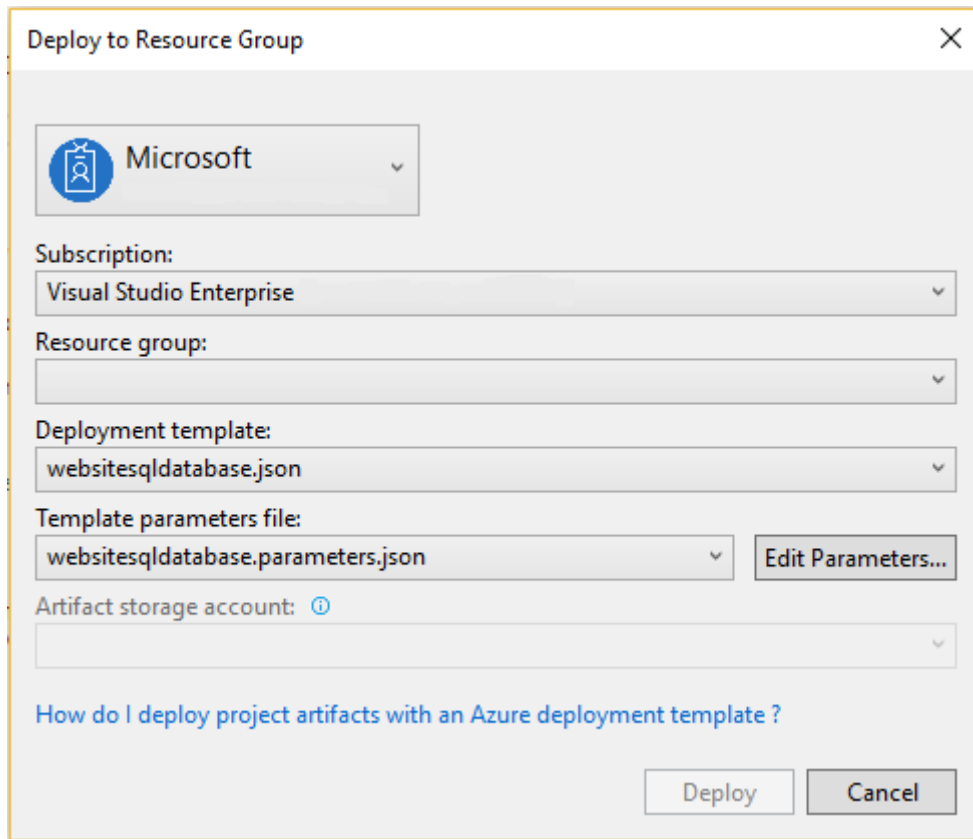 Deploy to Resource Group
Microsoft
Subscription:
Visual Studio Enterprise
Resource group:
Deployment template:
websitesqldatabase.json
Template parameters file:
websitesqldatabase.parameters.json
Edit Parameters...
Artifact storage account:
How do I deploy project artifacts with an Azure deployment template ?
Deploy
Cancel